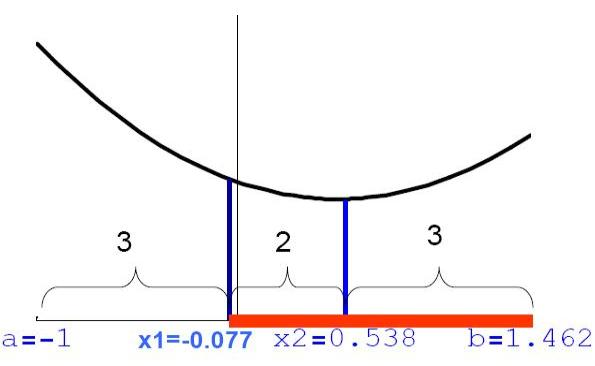 3 2 3
a=-1 x1=-0.077 x2=0.538 b=1.462